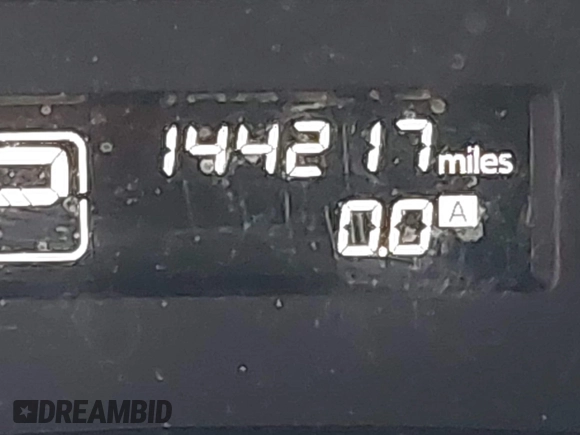 144217 miles
0.0 A
P
DREAMBID